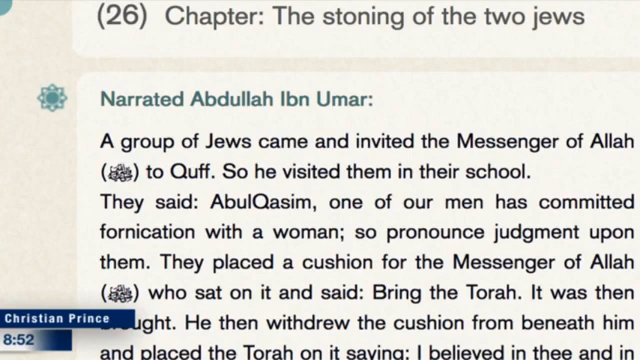 (26) Chapter: The stoning of the two jews
Narrated Abdullah Ibn Umar:
A group of Jews came and invited the Messenger of Allah
(ﷺ) to Quff. So he visited them in their school.
They said: AbulQasim, one of our men has committed
fornication with a woman; so pronounce judgment upon
them. They placed a cushion for the Messenger of Allah
(ﷺ) who sat on it and said: Bring the Torah. It was then
brought. He then withdrew the cushion from beneath him
and placed the Torah on it saying: I believed in thee and in
Christian Prince
8:52